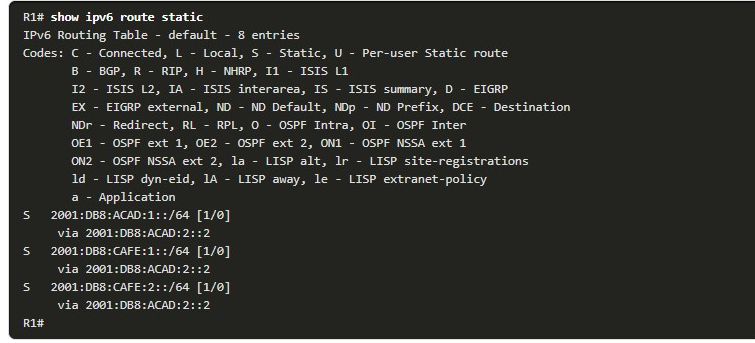 R1# show ipv6 route static
IPv6 Routing Table - default - 8 entries
Codes: C - Connected, L - Local, S - Static, U - Per-user Static route
       B - BGP, R - RIP, H - NHRP, I1 - ISIS L1
       I2 - ISIS L2, IA - ISIS interarea, IS - ISIS summary, D - EIGRP
       EX - EIGRP external, ND - ND Default, NDp - ND Prefix, DCE - Destination
       NDr - Redirect, RL - RPL, O - OSPF Intra, OI - OSPF Inter
       OE1 - OSPF ext 1, OE2 - OSPF ext 2, ON1 - OSPF NSSA ext 1
       ON2 - OSPF NSSA ext 2, la - LISP alt, lr - LISP site-registrations
       ld - LISP dyn-eid, lA - LISP away, le - LISP extranet-policy
       a - Application
S   2001:DB8:ACAD:1::/64 [1/0]
     via 2001:DB8:ACAD:2::2
S   2001:DB8:CAFE:1::/64 [1/0]
     via 2001:DB8:ACAD:2::2
S   2001:DB8:CAFE:2::/64 [1/0]
     via 2001:DB8:ACAD:2::2
R1#